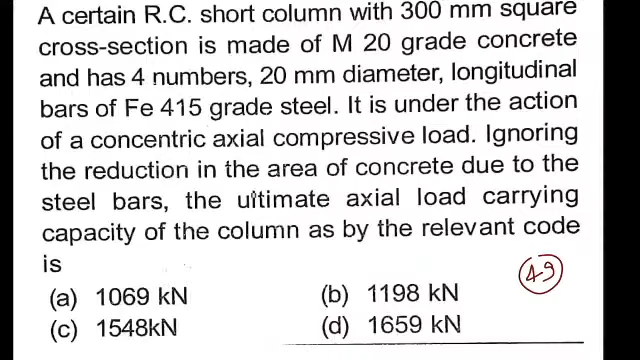 A certain R.C. short column with 300 mm square
cross-section is made of M 20 grade concrete
and has 4 numbers, 20 mm diameter, longitudinal
bars of Fe 415 grade steel. It is under the action
of a concentric axial compressive load. Ignoring
the reduction in the area of concrete due to the
steel bars, the ultimate axial load carrying
capacity of the column as by the relevant code
is
49
(a) 1069 kN (b) 1198 kN
(c) 1548kN (d) 1659 kN